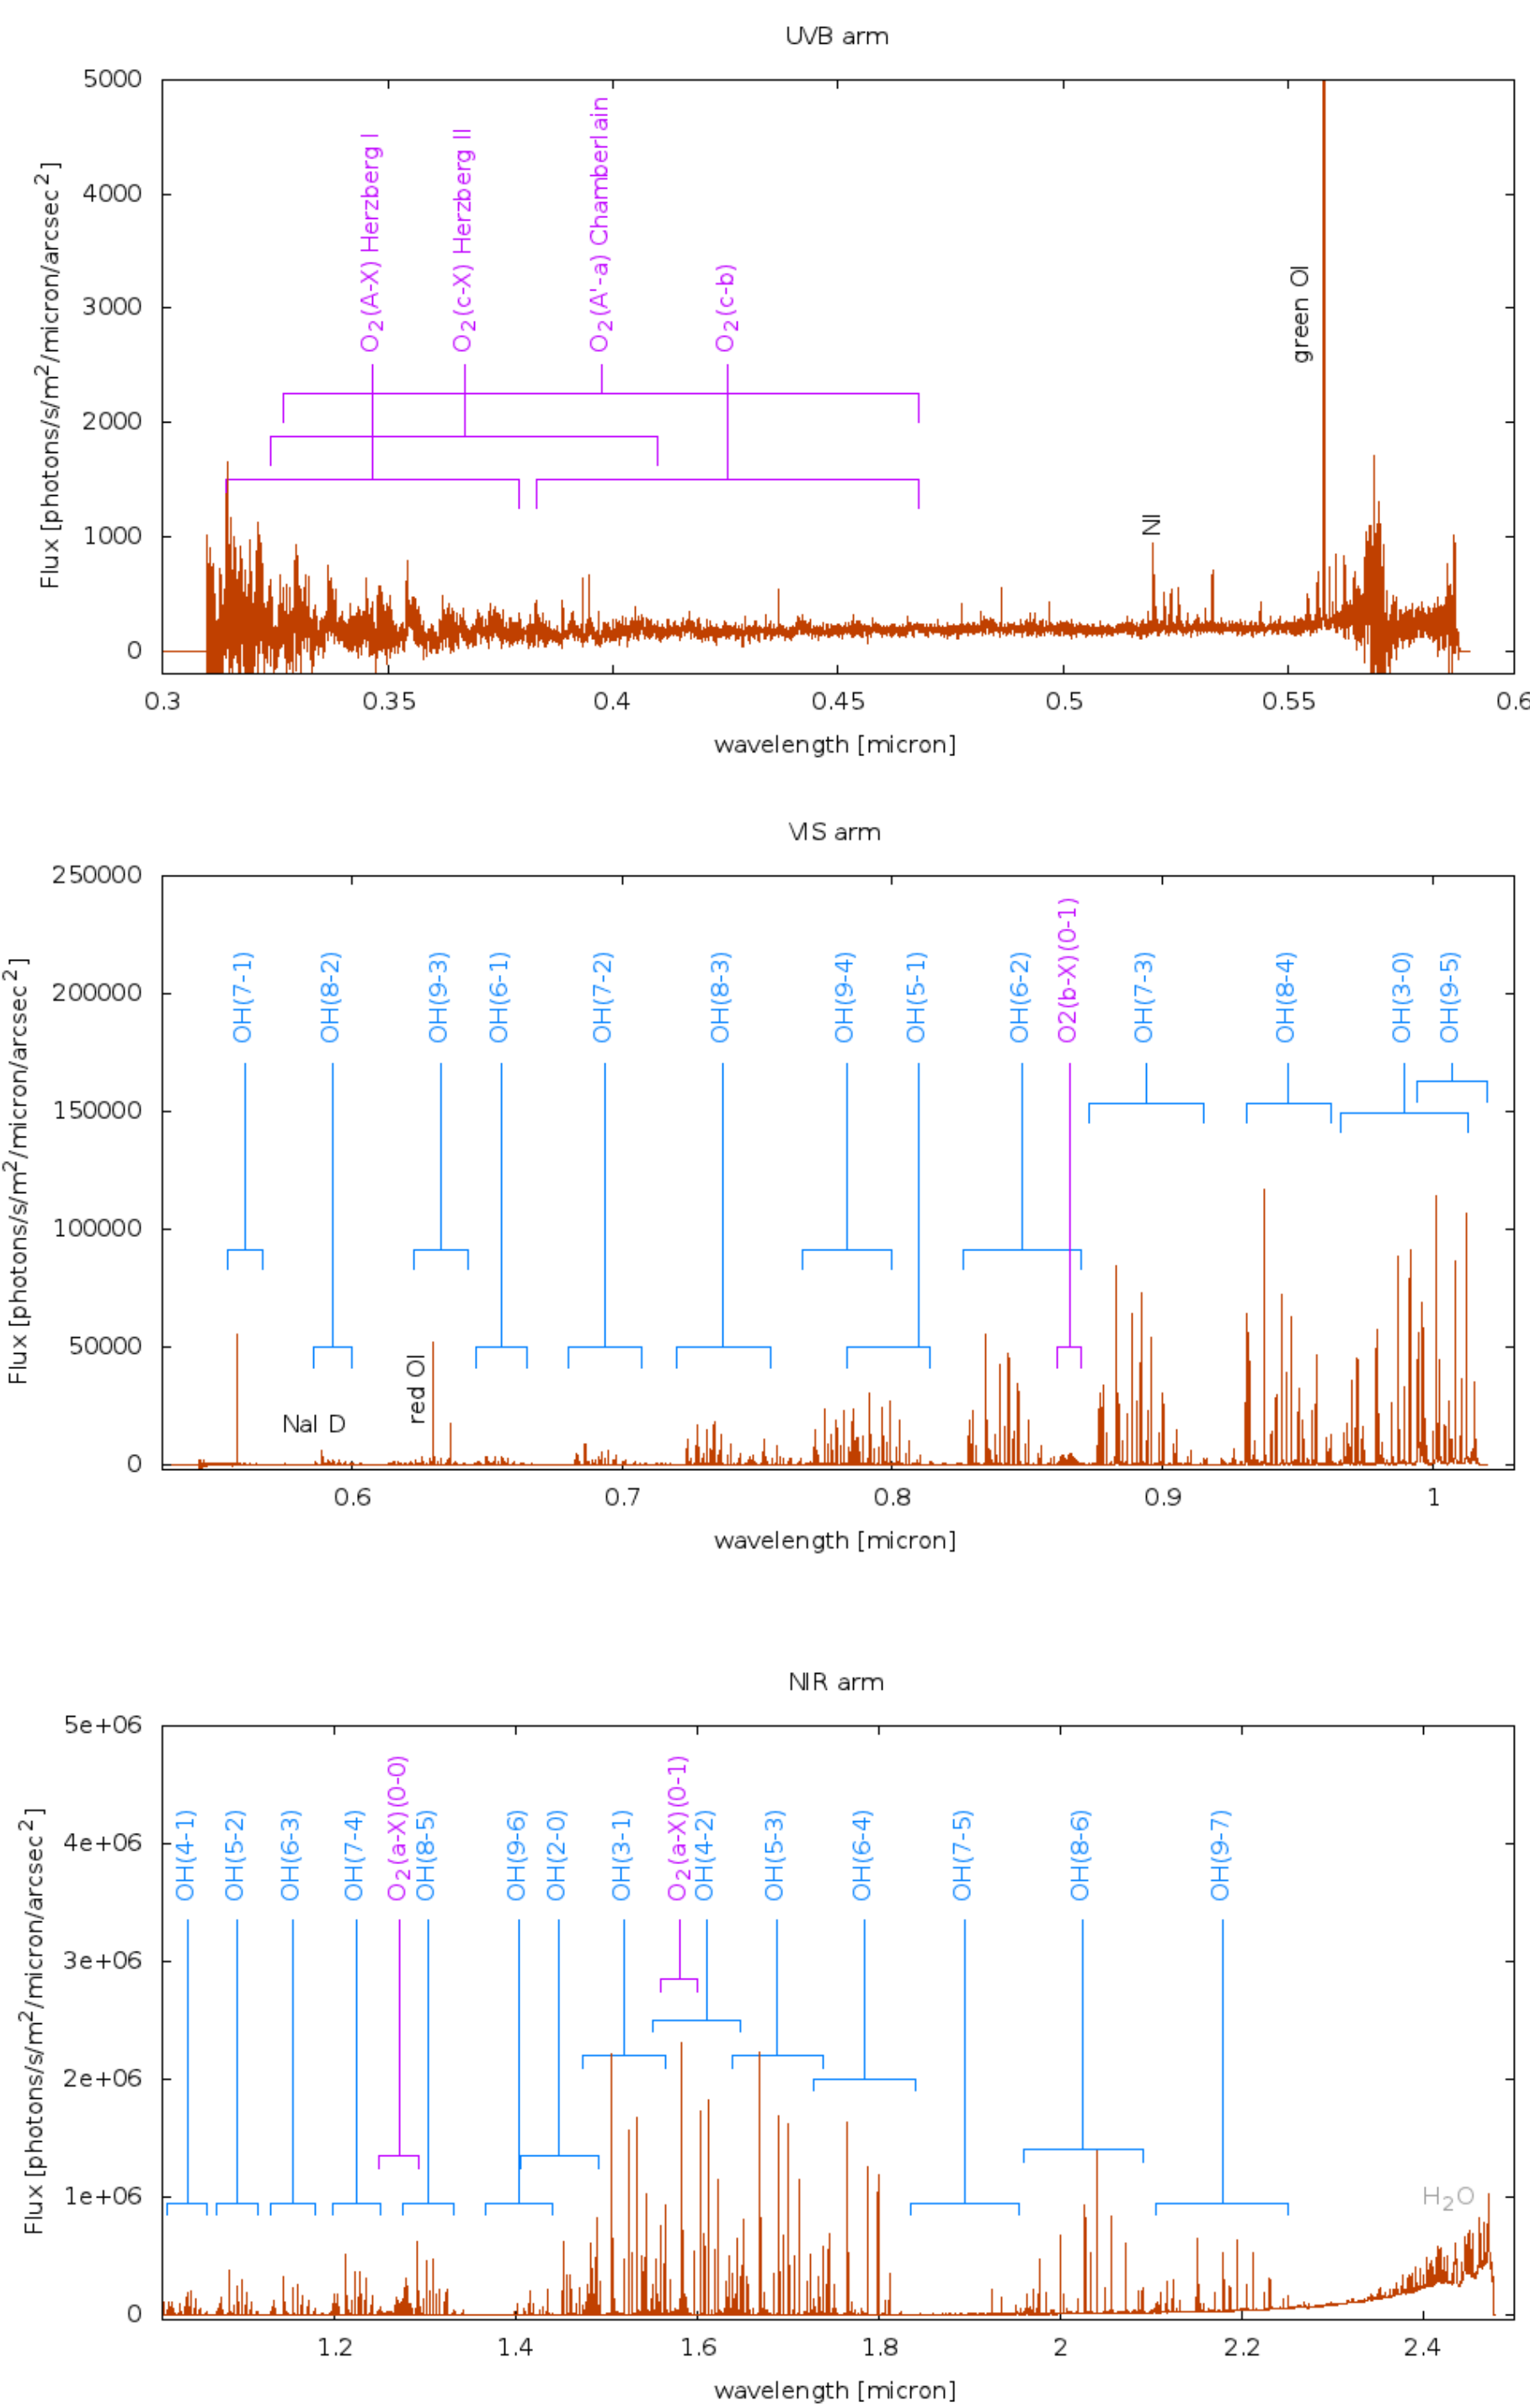 UVB arm
Flux [photons/s/m²/micron/arcsec²]
5000
4000
3000
2000
1000
0
O₂(A-X) Herzberg I
O₂(c-X) Herzberg II
O₂(A'-a) Chamberlain
O₂(c-b)
NI
green OI
0.3 0.35 0.4 0.45 0.5 0.55 0.6
wavelength [micron]
VIS arm
Flux [photons/s/m²/micron/arcsec²]
250000
200000
150000
100000
50000
0
OH(7-1)
OH(8-2)
OH(9-3)
OH(6-1)
OH(7-2)
OH(8-3)
OH(9-4)
OH(5-1)
OH(6-2)
O2(b-X)(0-1)
OH(7-3)
OH(8-4)
OH(3-0)
OH(9-5)
NaI D
red OI
0.6 0.7 0.8 0.9 1
wavelength [micron]
NIR arm
Flux [photons/s/m²/micron/arcsec²]
5e+06
4e+06
3e+06
2e+06
1e+06
0
OH(4-1)
OH(5-2)
OH(6-3)
OH(7-4)
O₂(a-X)(0-0)
OH(8-5)
OH(9-6)
OH(2-0)
OH(3-1)
O₂(a-X)(0-1)
OH(4-2)
OH(5-3)
OH(6-4)
OH(7-5)
OH(8-6)
OH(9-7)
H₂O
1.2 1.4 1.6 1.8 2 2.2 2.4
wavelength [micron]